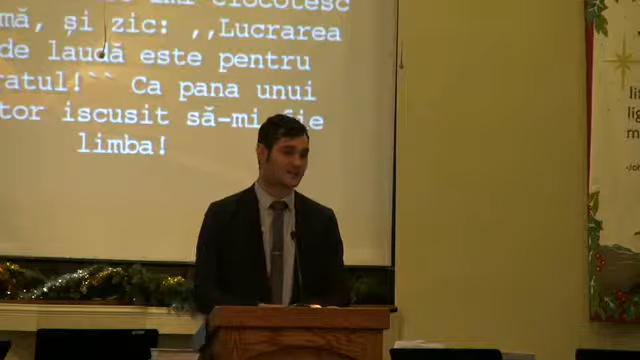 îmi clocotesc
mă, și zic: ,,Lucrarea
de laudă este pentru
ratul!`` Ca pana unui
tor iscusit să-mi fie
limba!